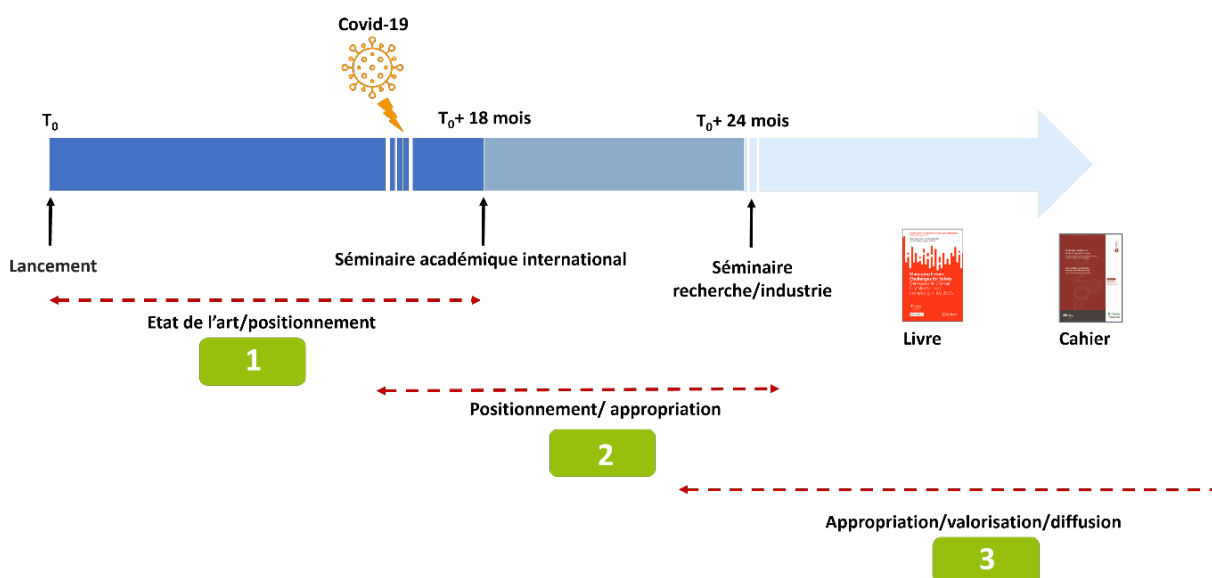 Covid-19
T₀
T₀+ 18 mois
T₀+ 24 mois
Lancement
Séminaire académique international
Séminaire
recherche/industrie
Etat de l'art/positionnement
1
Livre
Cahier
Positionnement/ appropriation
2
Appropriation/valorisation/diffusion
3